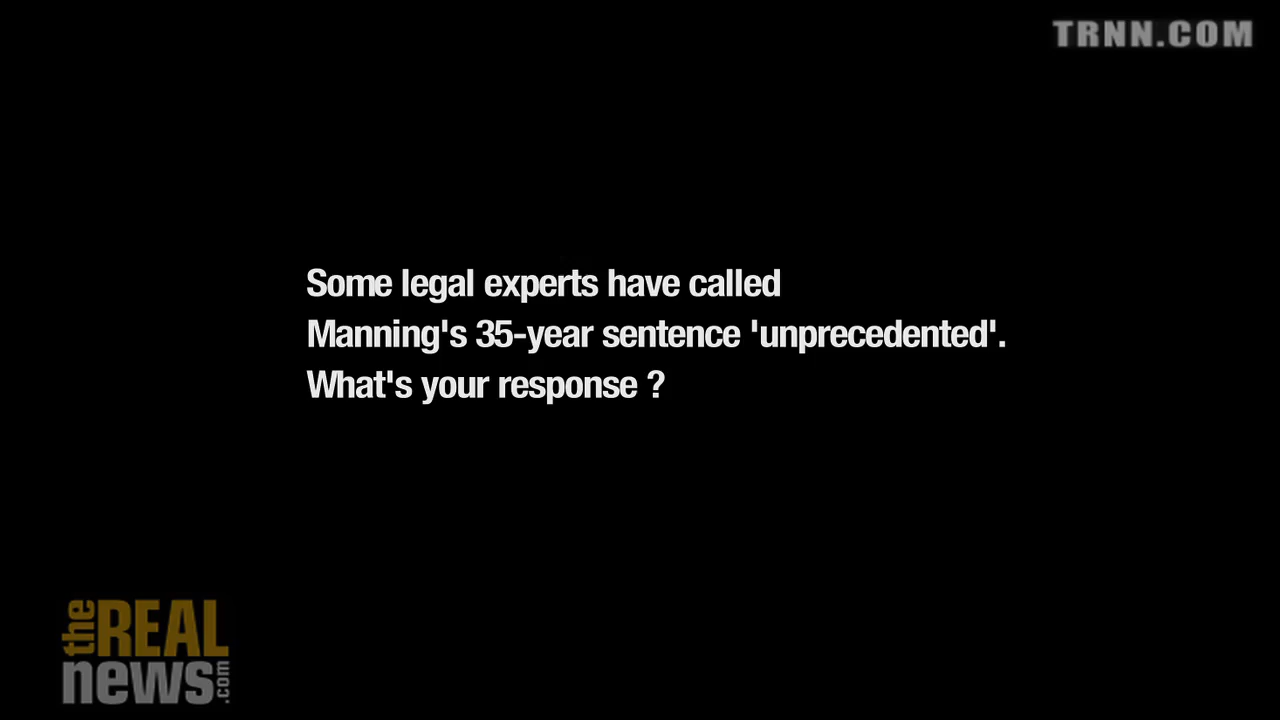 TRNN.COM
Some legal experts have called
Manning's 35-year sentence 'unprecedented'.
What's your response ?
the REAL
news.com